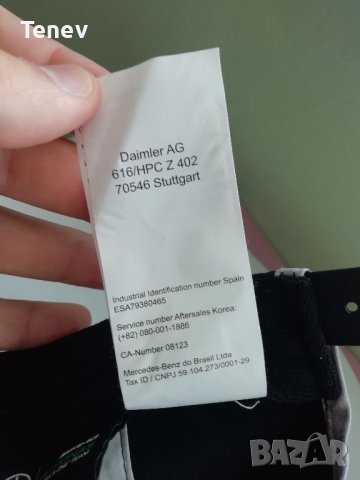 Tenev
Daimler AG
616/HPC Z 402
70546 Stuttgart
Industrial Identification number Spain
ESA79380465
Service number Aftersales Korea:
(+82) 090-001-1886
CA-Number 08123
Mercedes-Benz do Brasil Ltda
Tax ID / CNPJ 59.104.273/0001-29
BAZAR